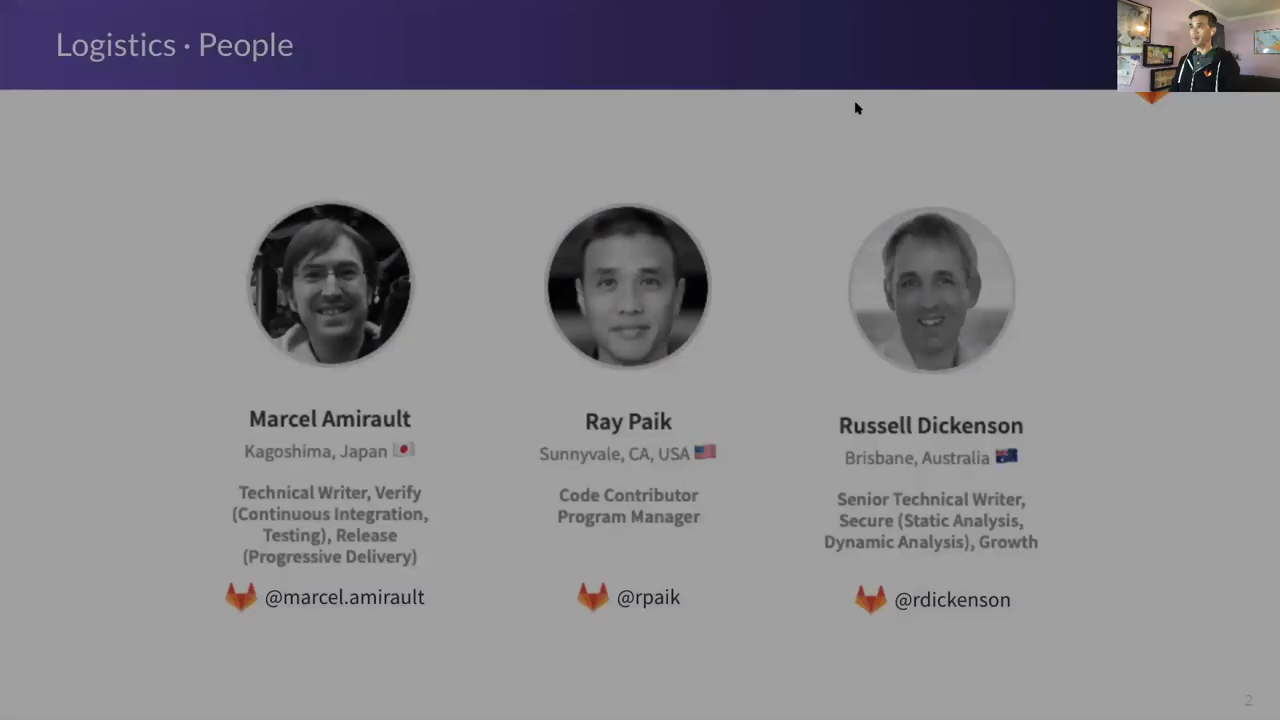 Logistics · People
Marcel Amirault
Kagoshima, Japan
Technical Writer, Verify
(Continuous Integration,
Testing), Release
(Progressive Delivery)
@marcel.amirault
Ray Paik
Sunnyvale, CA, USA
Code Contributor
Program Manager
@rpaik
Russell Dickenson
Brisbane, Australia
Senior Technical Writer,
Secure (Static Analysis,
Dynamic Analysis), Growth
@rdickenson
2